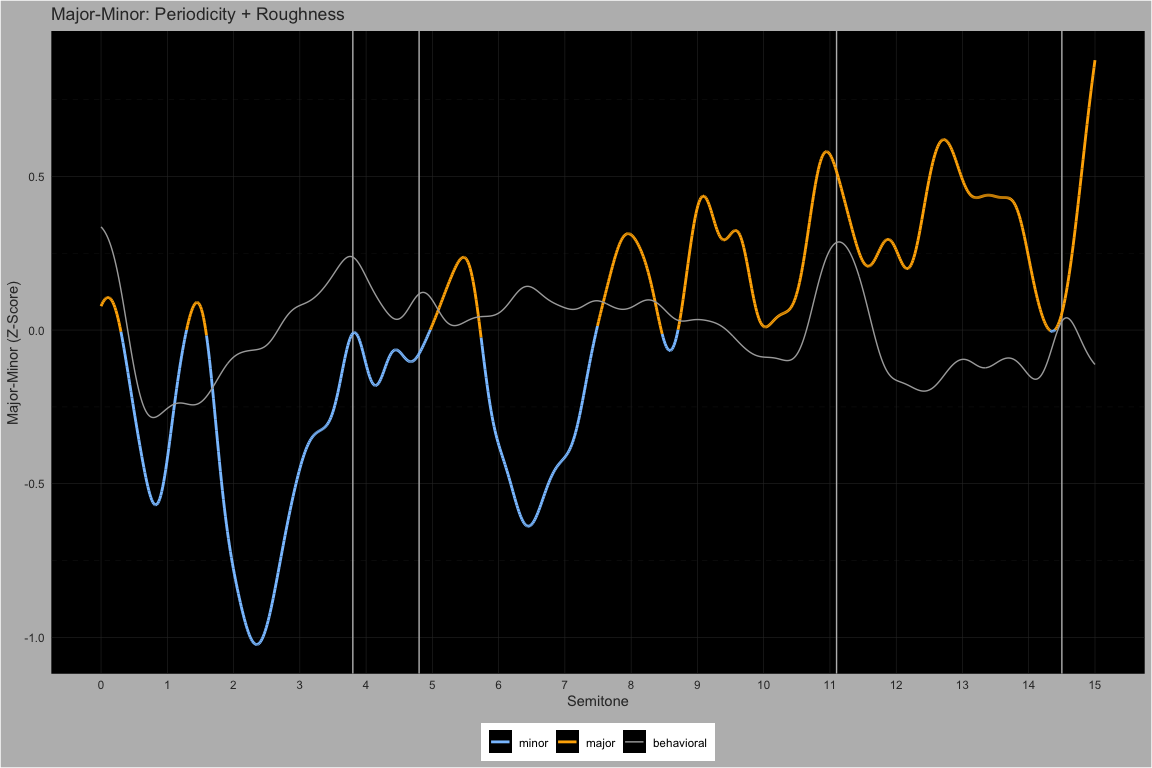 Major-Minor: Periodicity + Roughness
Major-Minor (Z-Score)
0.5
0.0
-0.5
-1.0
0 1 2 3 4 5 6 7 8 9 10 11 12 13 14 15
Semitone
minor major behavioral